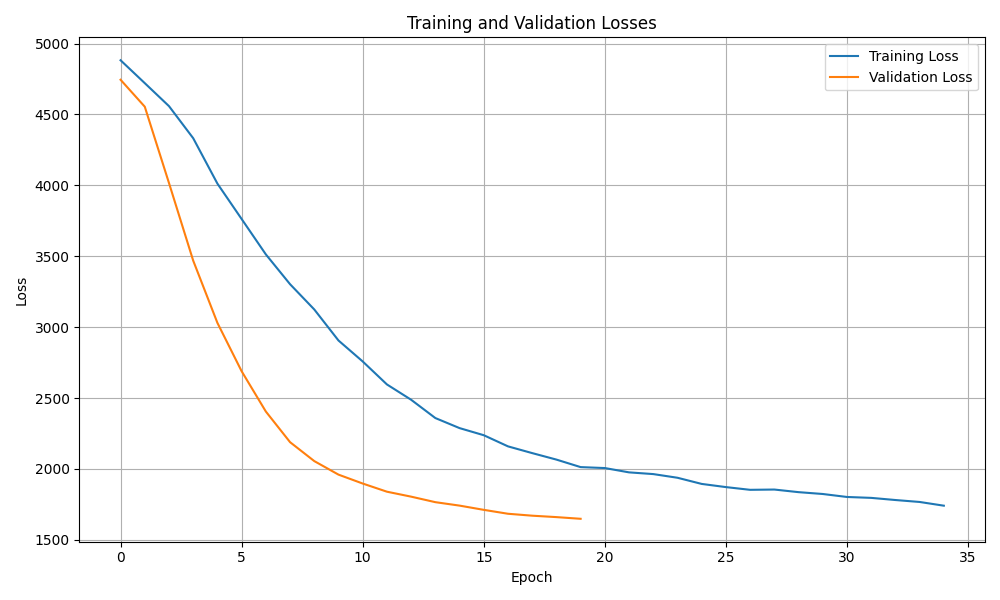 Training and Validation Losses
Training Loss
Validation Loss
5000
4500
4000
3500
3000
2500
2000
1500
Loss
0 5 10 15 20 25 30 35
Epoch